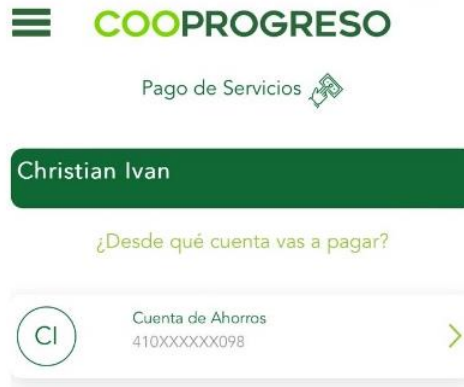 COOPROGRESO
Pago de Servicios
Christian Ivan
¿Desde qué cuenta vas a pagar?
CI
Cuenta de Ahorros
410XXXXXX098